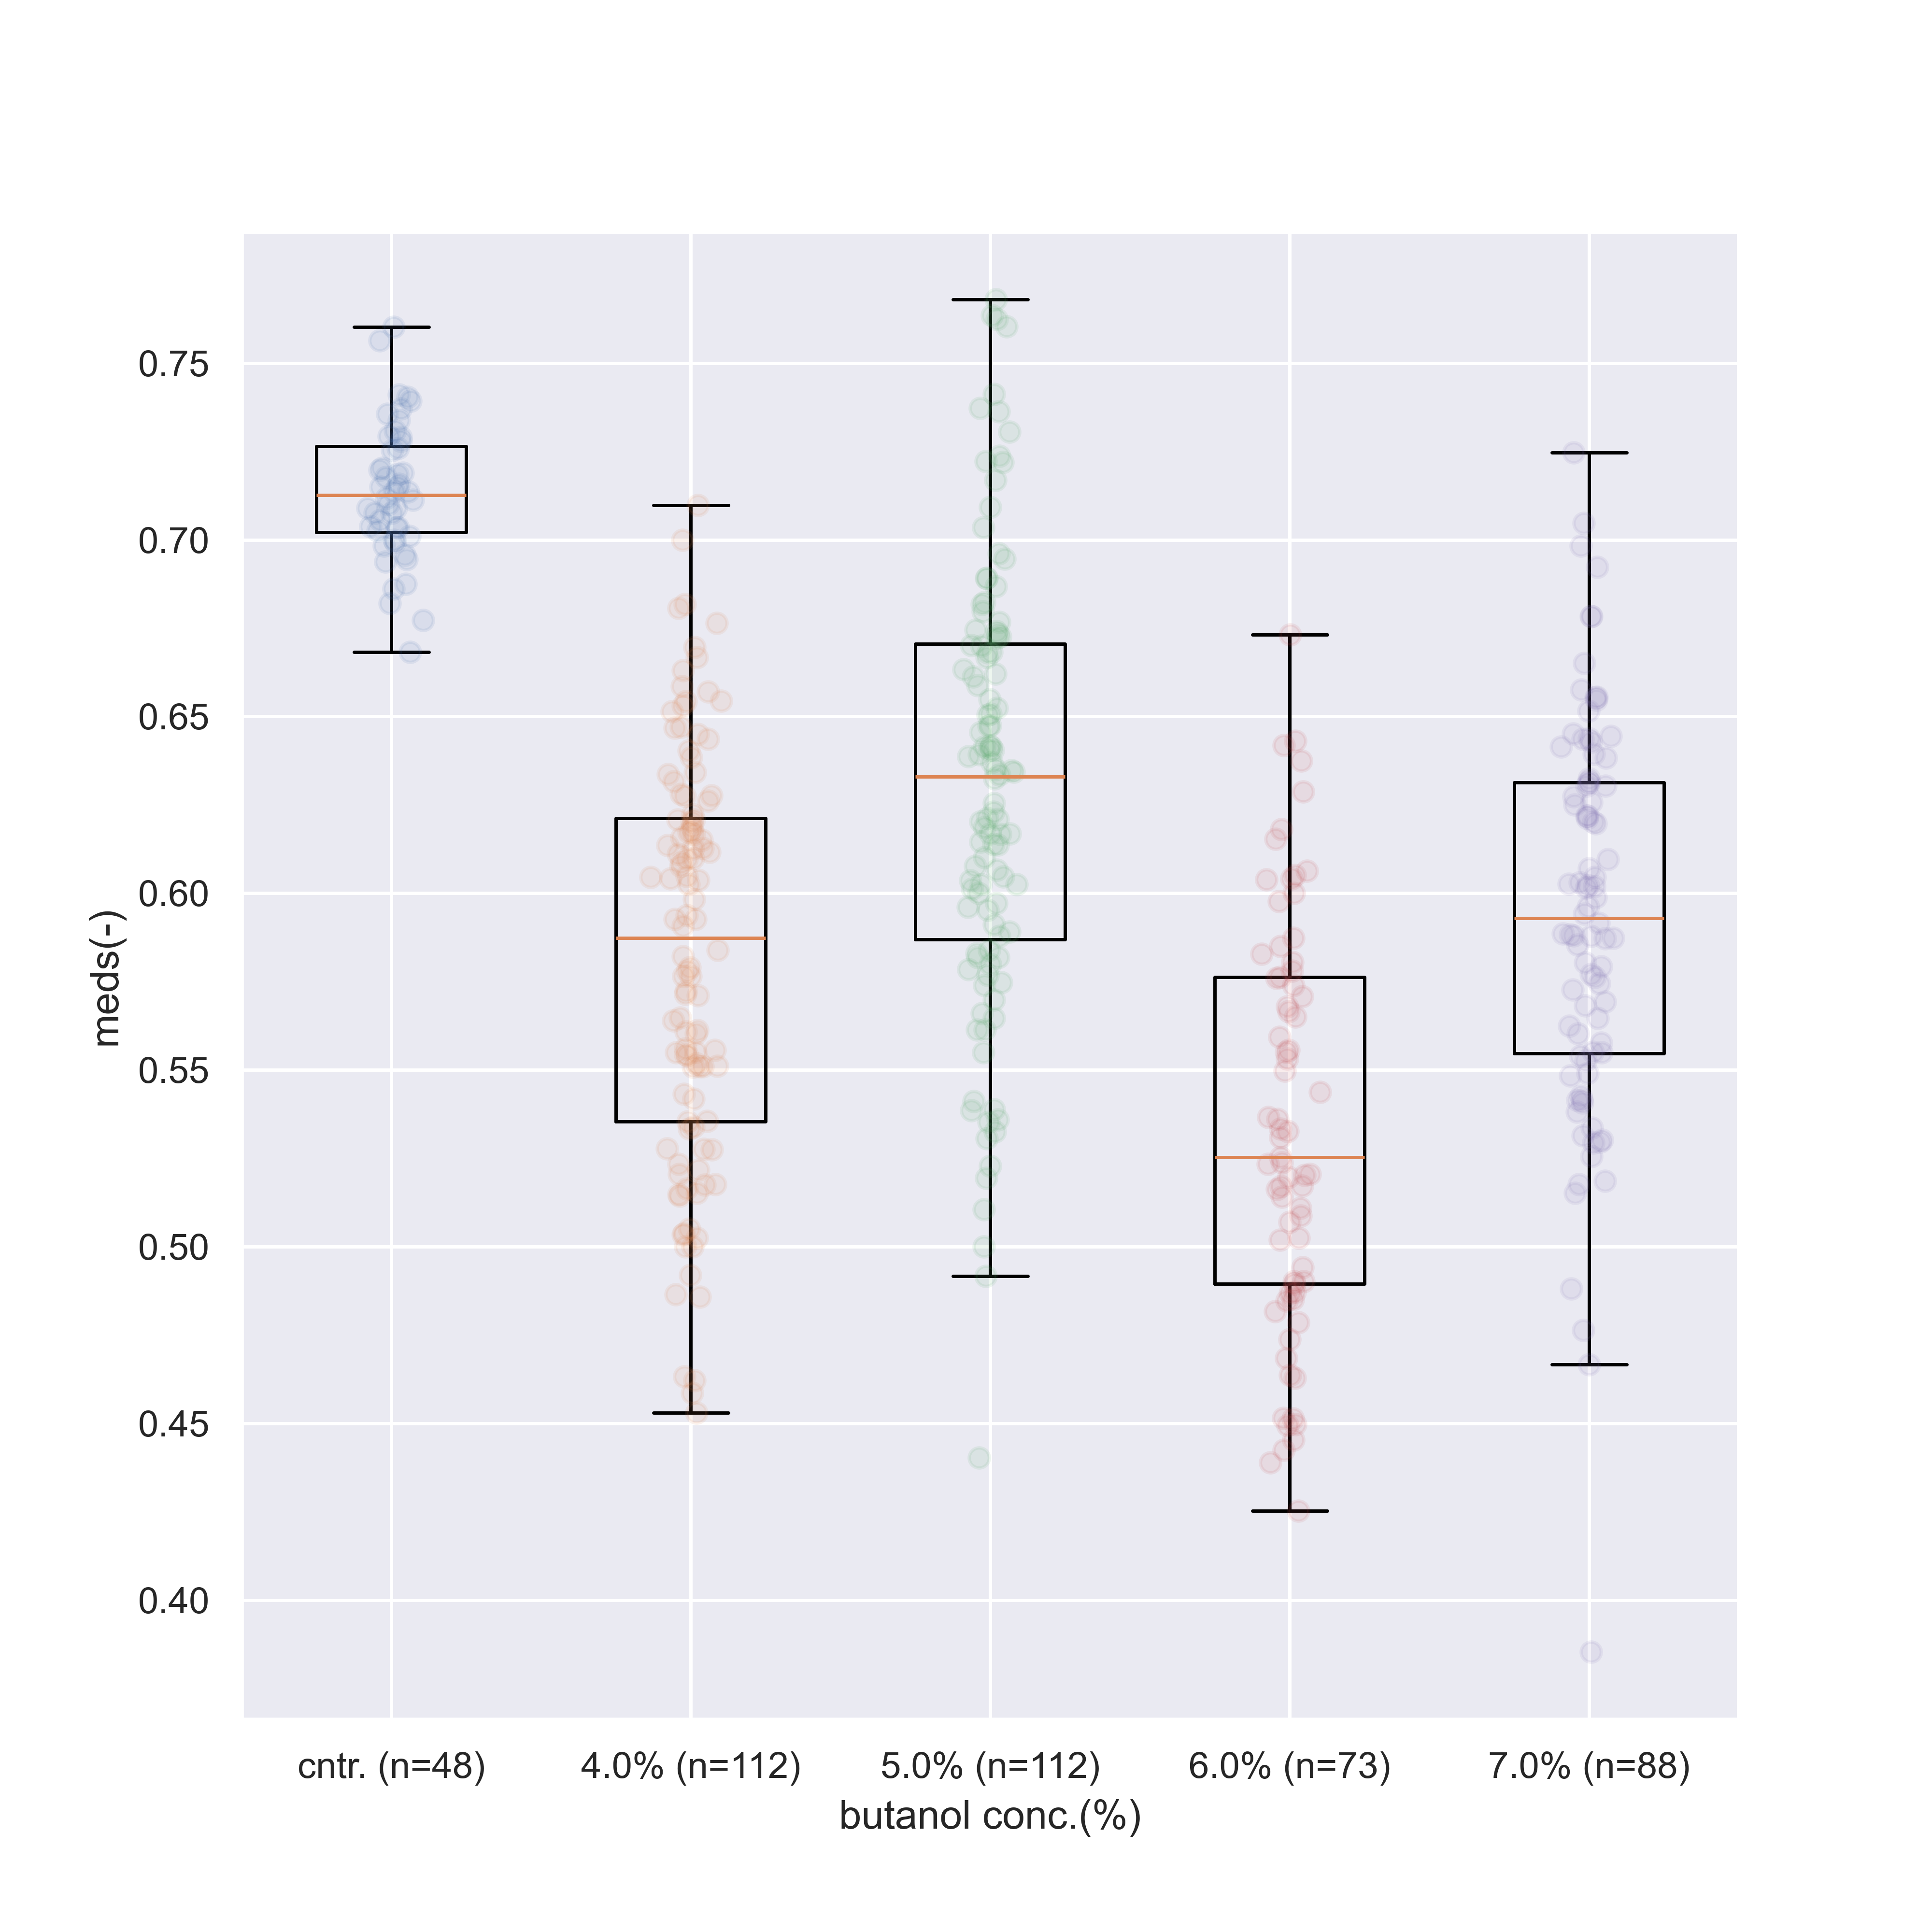 0.75
0.70
0.65
0.60
0.55
0.50
0.45
0.40
meds(-)
cntr. (n=48) 4.0% (n=112) 5.0% (n=112) 6.0% (n=73) 7.0% (n=88)
butanol conc.(%)